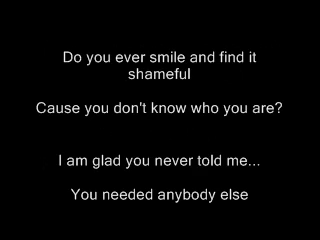 Do you ever smile and find it
shameful
Cause you don't know who you are?
I am glad you never told me...
You needed anybody else